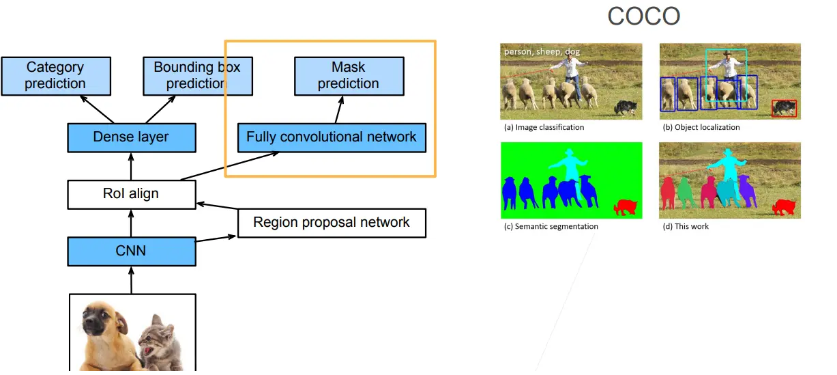 COCO
Category
prediction
Bounding box
prediction
Mask
prediction
Dense layer
Fully convolutional network
RoI align
Region proposal network
CNN
person, sheep, dog
(a) Image classification
(b) Object localization
(c) Semantic segmentation
(d) This work